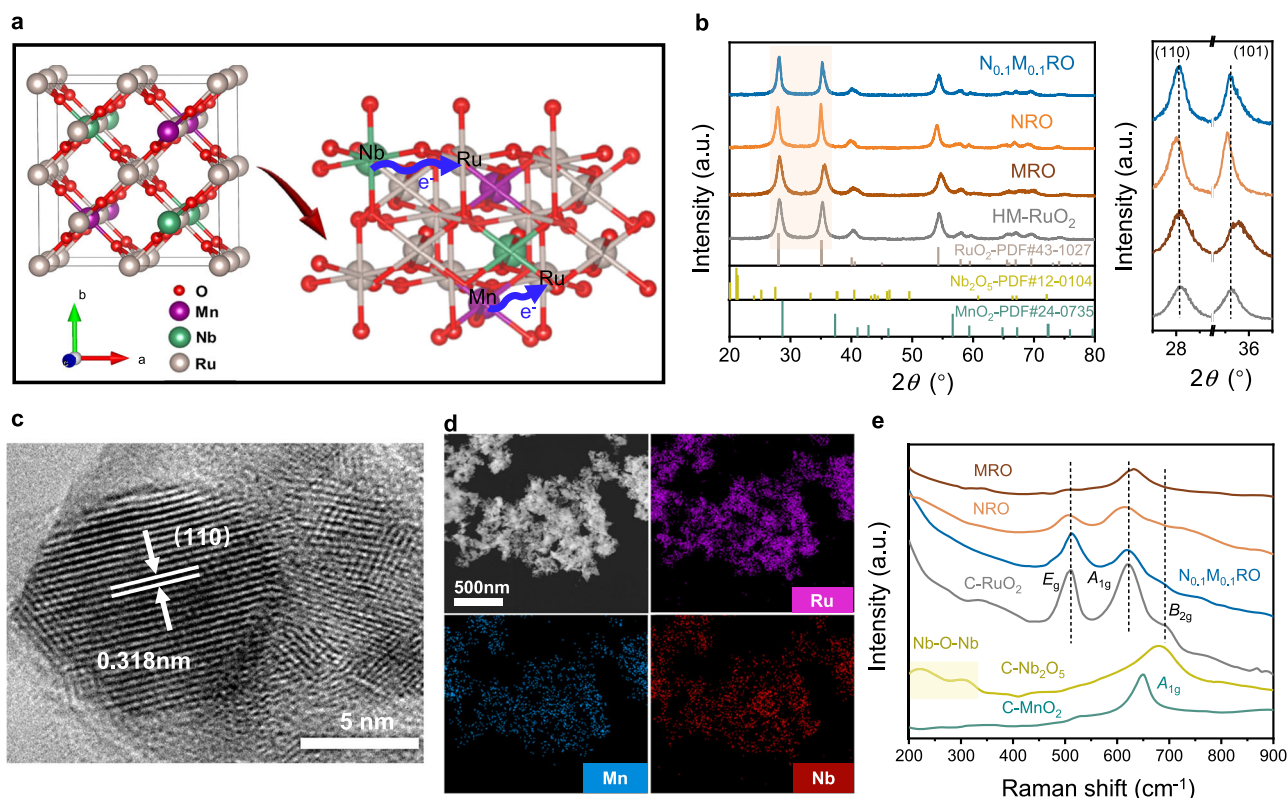 a
Nb
Ru
e⁻
Mn
Ru
e⁻
b
a
c
O
Mn
Nb
Ru
b
Intensity (a.u.)
N₀.₁M₀.₁RO
NRO
MRO
HM-RuO₂
RuO₂-PDF#43-1027
Nb₂O₅-PDF#12-0104
MnO₂-PDF#24-0735
20 30 40 50 60 70 80
2θ (°)
(110) (101)
28 36
2θ (°)
c
(110)
0.318nm
5 nm
d
500nm
Ru
Mn
Nb
e
Intensity (a.u.)
MRO
NRO
N₀.₁M₀.₁RO
C-RuO₂
Eg
A1g
B2g
Nb-O-Nb
C-Nb₂O₅
A1g
C-MnO₂
200 300 400 500 600 700 800 900
Raman shift (cm⁻¹)